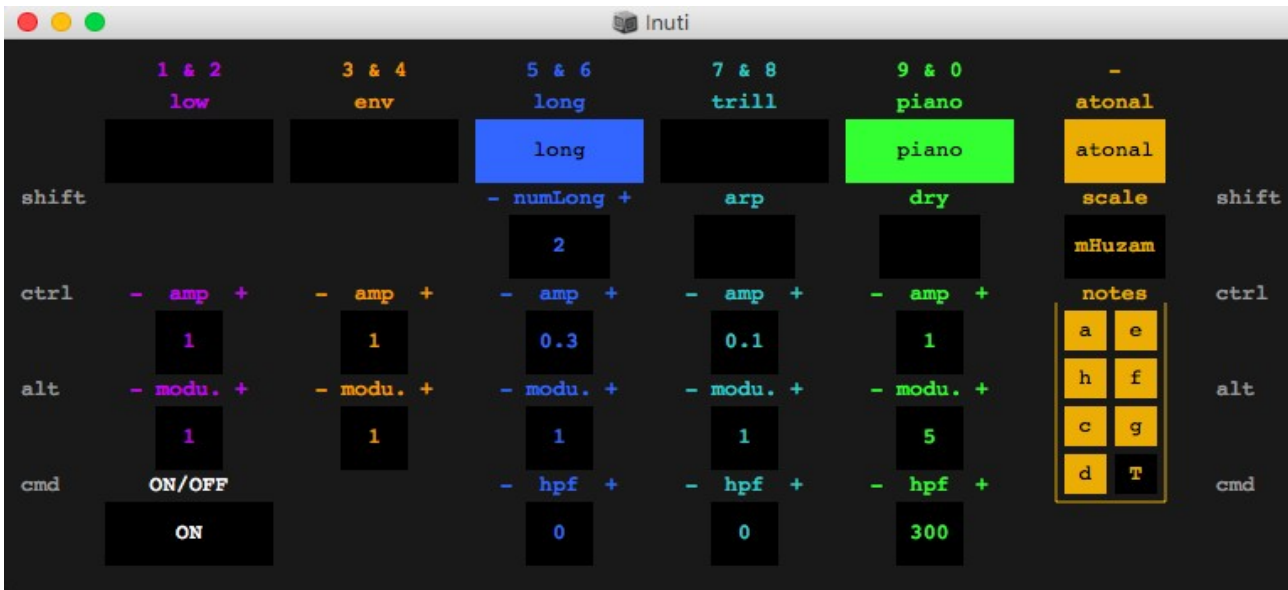 Inuti
1 & 2 3 & 4 5 & 6 7 & 8 9 & 0 -
low env long trill piano atonal
long piano atonal
shift - numLong + arp dry scale shift
2 mHuzam
ctrl - amp + - amp + - amp + - amp + - amp + notes ctrl
a e
1 1 0.3 0.1 1
alt - modu. + - modu. + - modu. + - modu. + - modu. + h f alt
1 1 1 1 5 c g
cmd ON/OFF - hpf + - hpf + - hpf + d T cmd
ON 0 0 300